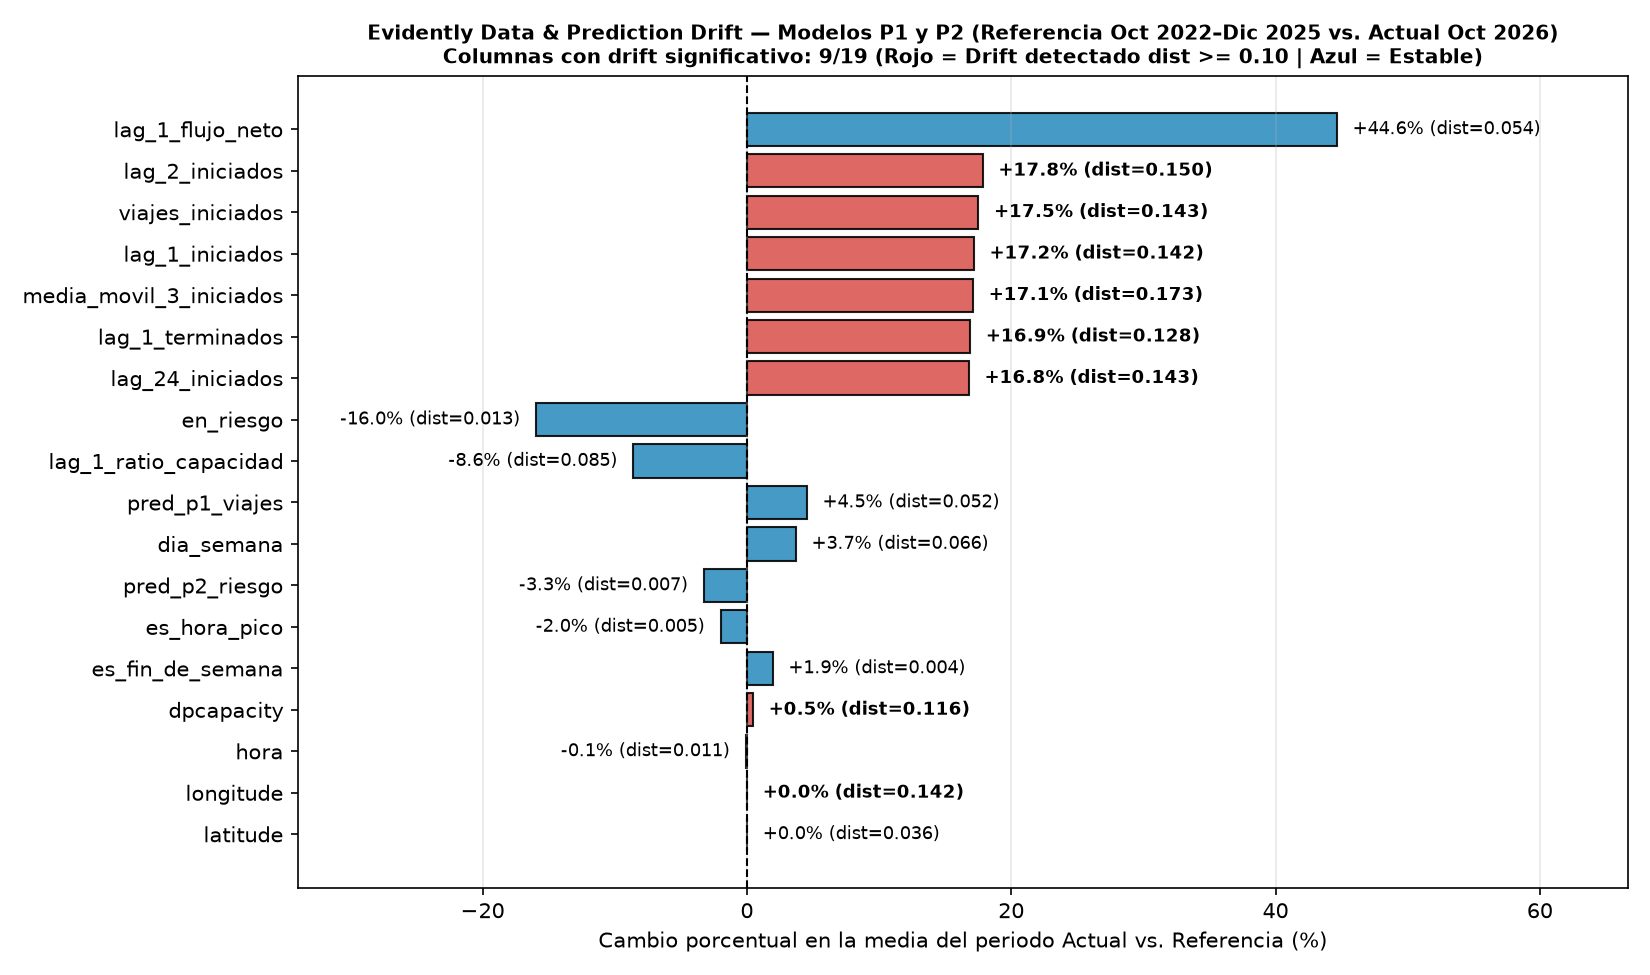 Evidently Data & Prediction Drift — Modelos P1 y P2 (Referencia Oct 2022–Dic 2025 vs. Actual Oct 2026)
Columnas con drift significativo: 9/19 (Rojo = Drift detectado dist >= 0.10 | Azul = Estable)
lag_1_flujo_neto +44.6% (dist=0.054)
lag_2_iniciados +17.8% (dist=0.150)
viajes_iniciados +17.5% (dist=0.143)
lag_1_iniciados +17.2% (dist=0.142)
media_movil_3_iniciados +17.1% (dist=0.173)
lag_1_terminados +16.9% (dist=0.128)
lag_24_iniciados +16.8% (dist=0.143)
en_riesgo -16.0% (dist=0.013)
lag_1_ratio_capacidad -8.6% (dist=0.085)
pred_p1_viajes +4.5% (dist=0.052)
dia_semana +3.7% (dist=0.066)
pred_p2_riesgo -3.3% (dist=0.007)
es_hora_pico -2.0% (dist=0.005)
es_fin_de_semana +1.9% (dist=0.004)
dpcapacity +0.5% (dist=0.116)
hora -0.1% (dist=0.011)
longitude +0.0% (dist=0.142)
latitude +0.0% (dist=0.036)
−20 0 20 40 60
Cambio porcentual en la media del periodo Actual vs. Referencia (%)